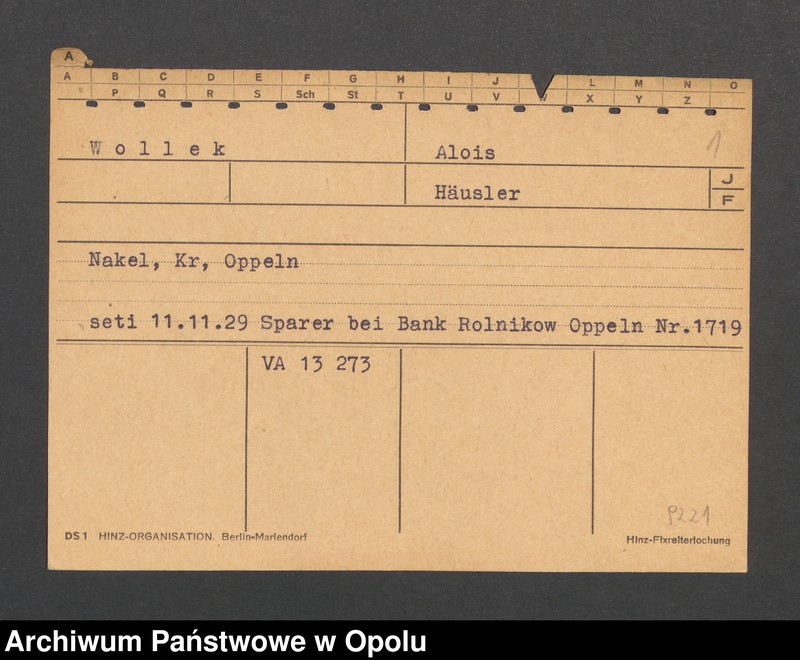 A
A B C D E F G H I J L M N O
P Q R S Sch St T U V W X Y Z
Wollek Alois 1
Häusler J
F
Nakel, Kr, Oppeln
seti 11.11.29 Sparer bei Bank Rolnikow Oppeln Nr.1719
VA 13 273
9221
DS 1 HINZ-ORGANISATION. Berlin-Mariendorf Hinz-Fixreiterlochung
Archiwum Państwowe w Opolu